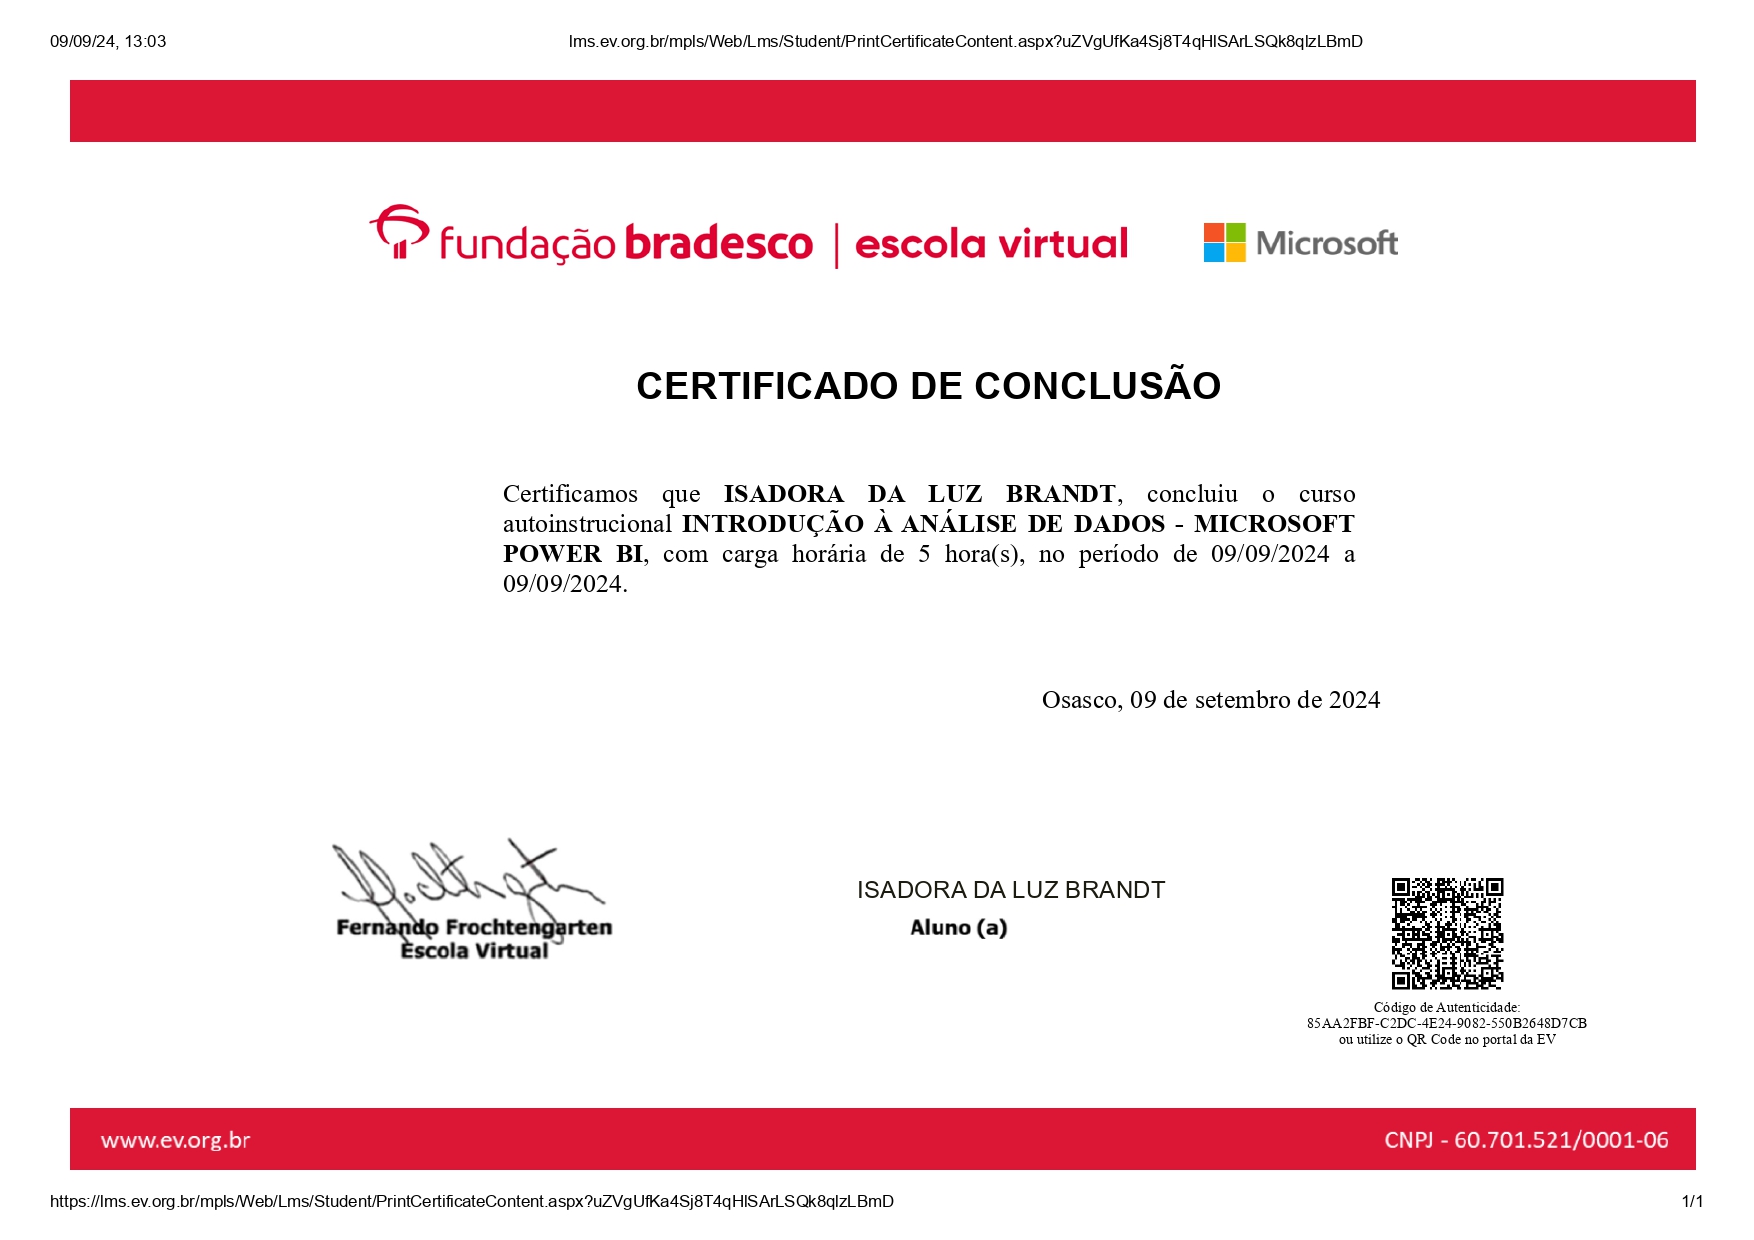 09/09/24, 13:03
lms.ev.org.br/mpls/Web/Lms/Student/PrintCertificateContent.aspx?uZVgUfKa4Sj8T4qHlSArLSQk8qlzLBmD
fundação bradesco | escola virtual
Microsoft
CERTIFICADO DE CONCLUSÃO
Certificamos que ISADORA DA LUZ BRANDT, concluiu o curso
autoinstrucional INTRODUÇÃO À ANÁLISE DE DADOS - MICROSOFT
POWER BI, com carga horária de 5 hora(s), no período de 09/09/2024 a
09/09/2024.
Osasco, 09 de setembro de 2024
Fernando Frochtengarten
Escola Virtual
ISADORA DA LUZ BRANDT
Aluno (a)
Código de Autenticidade:
85AA2FBF-C2DC-4E24-9082-550B2648D7CB
ou utilize o QR Code no portal da EV
www.ev.org.br
CNPJ - 60.701.521/0001-06
https://lms.ev.org.br/mpls/Web/Lms/Student/PrintCertificateContent.aspx?uZVgUfKa4Sj8T4qHlSArLSQk8qlzLBmD
1/1